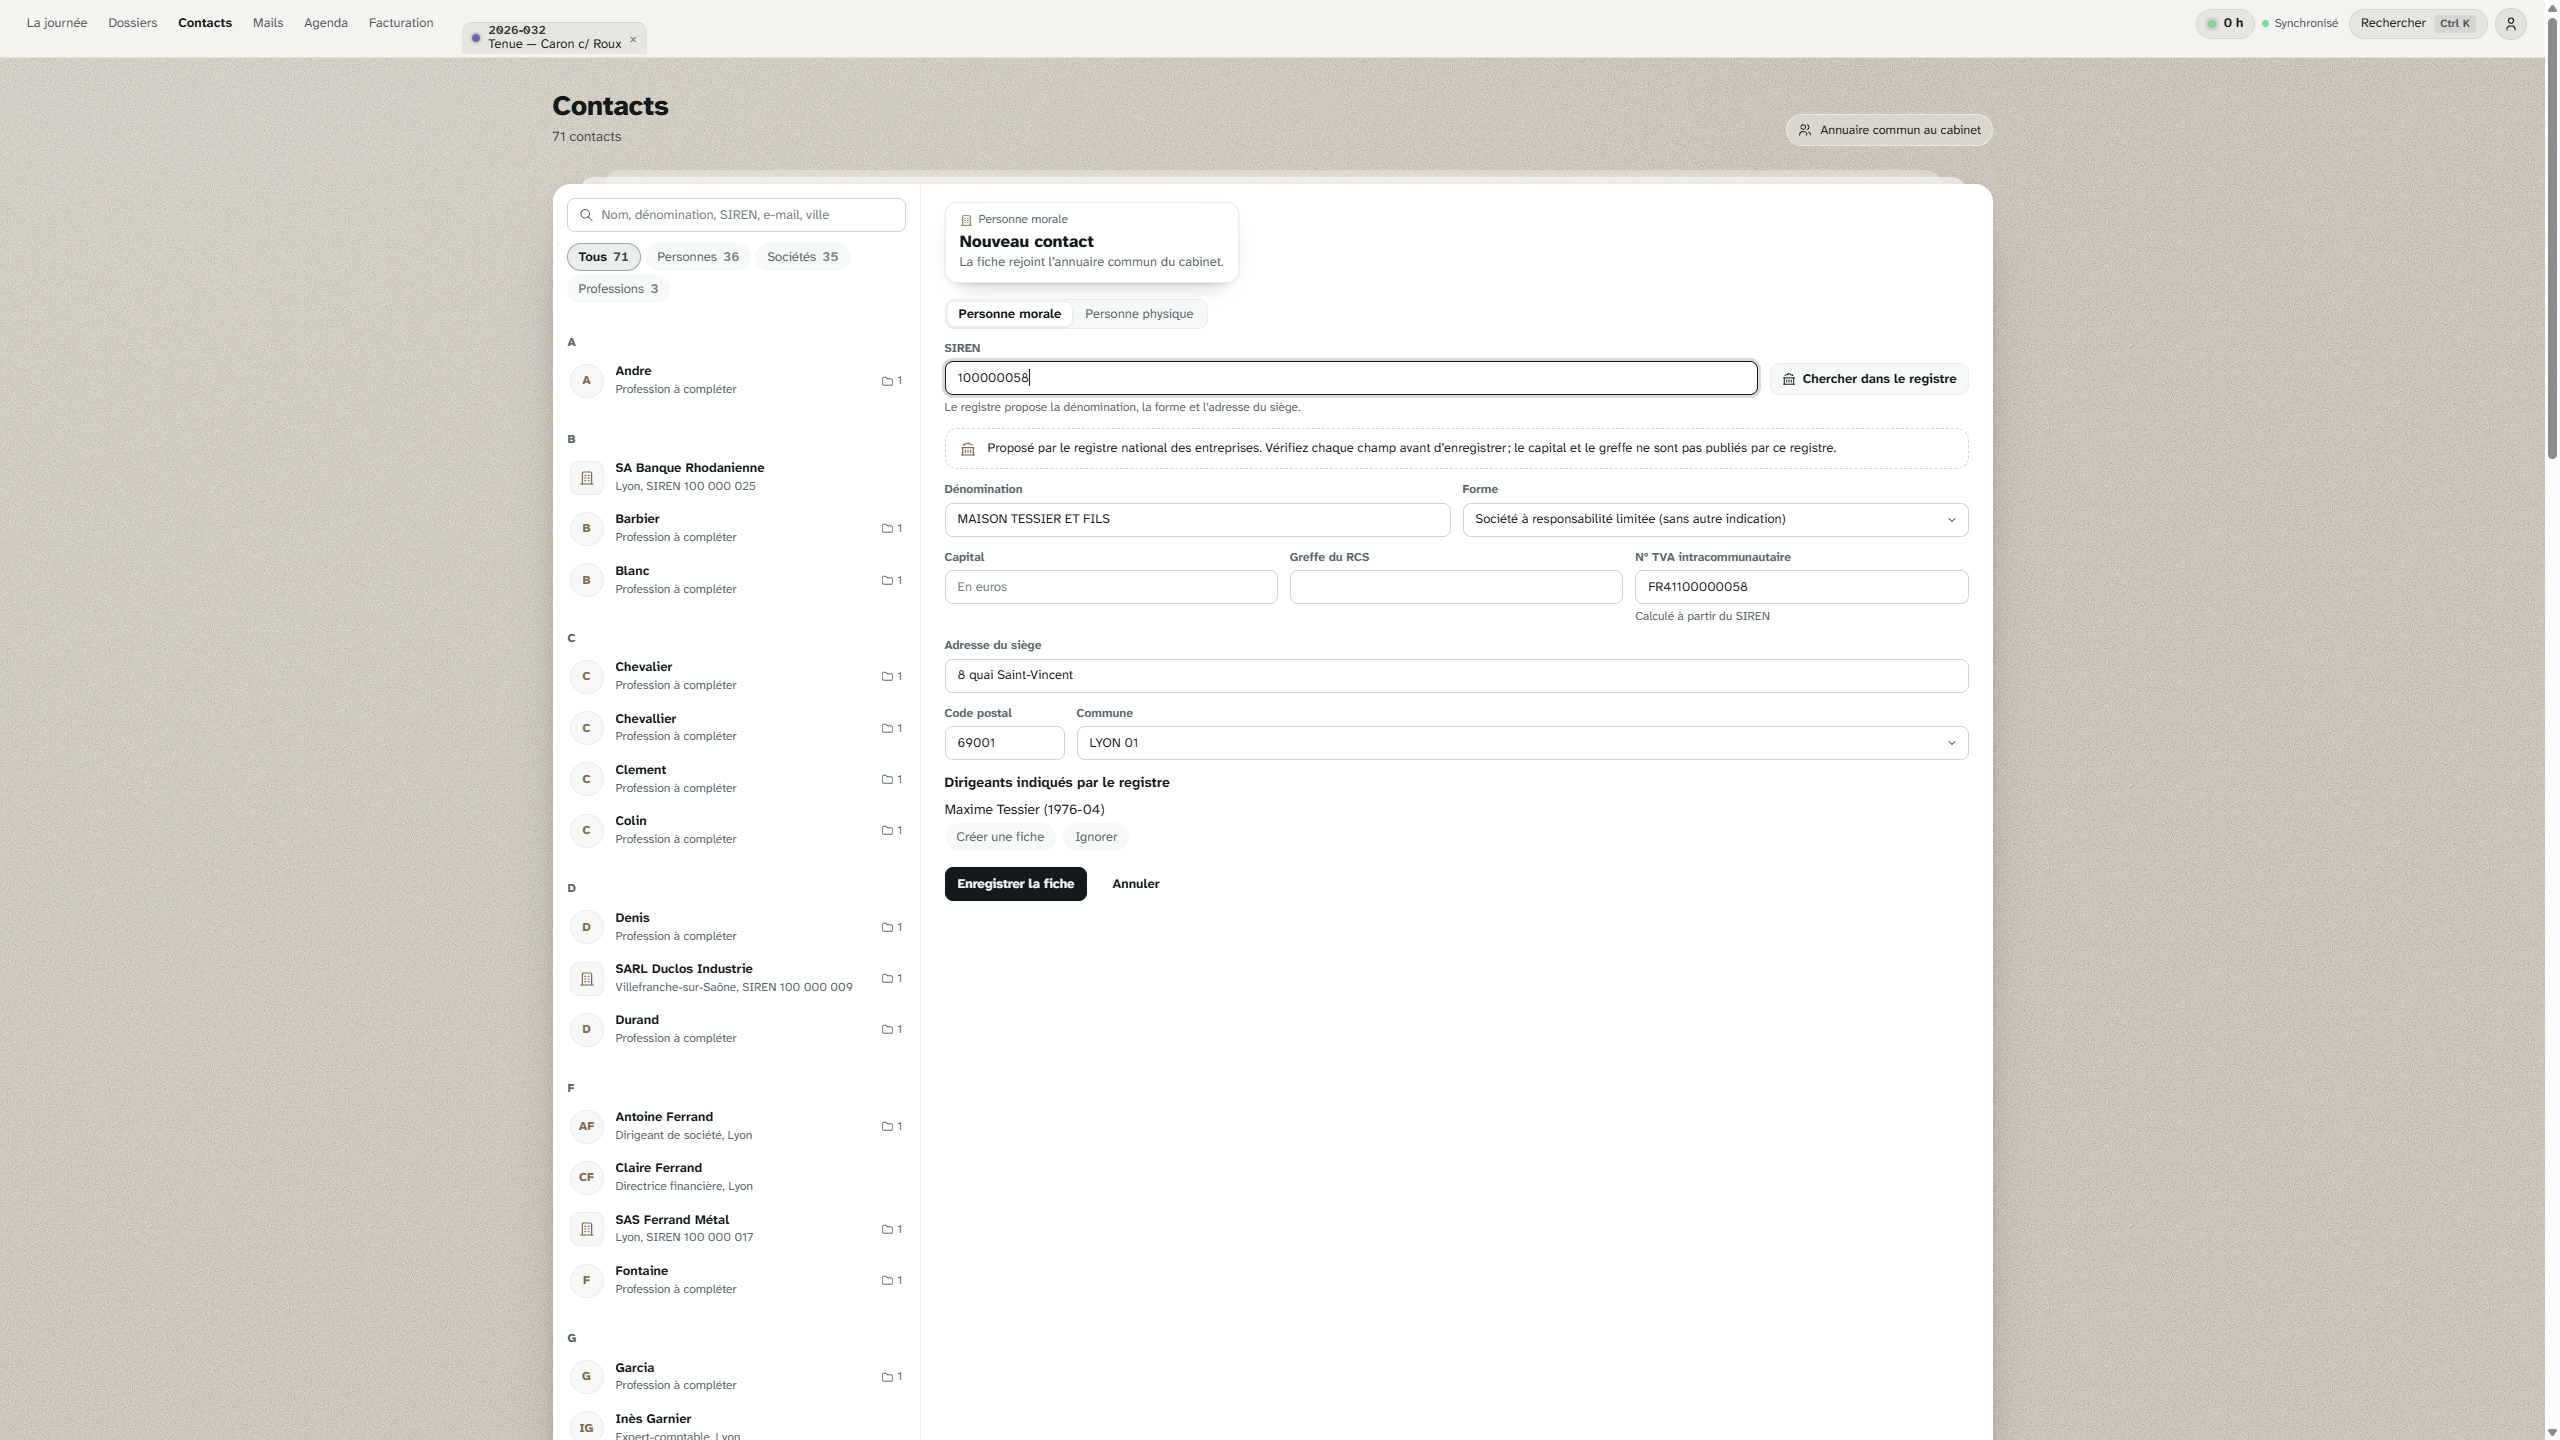 La journée Dossiers Contacts Mails Agenda Facturation
2026-032
Tenue — Caron c/ Roux ×
0 h Synchronisé Rechercher Ctrl K
Contacts
71 contacts
Annuaire commun au cabinet
Nom, dénomination, SIREN, e-mail, ville
Tous 71 Personnes 36 Sociétés 35
Professions 3
A
A
Andre
Profession à compléter
1
B
SA Banque Rhodanienne
Lyon, SIREN 100 000 025
B
Barbier
Profession à compléter
1
B
Blanc
Profession à compléter
1
C
C
Chevalier
Profession à compléter
1
C
Chevallier
Profession à compléter
1
C
Clement
Profession à compléter
1
C
Colin
Profession à compléter
1
D
D
Denis
Profession à compléter
1
SARL Duclos Industrie
Villefranche-sur-Saône, SIREN 100 000 009
1
D
Durand
Profession à compléter
1
F
AF
Antoine Ferrand
Dirigeant de société, Lyon
1
CF
Claire Ferrand
Directrice financière, Lyon
SAS Ferrand Métal
Lyon, SIREN 100 000 017
1
F
Fontaine
Profession à compléter
1
G
G
Garcia
Profession à compléter
1
IG
Inès Garnier
Expert-comptable, Lyon
Personne morale
Nouveau contact
La fiche rejoint l'annuaire commun du cabinet.
Personne morale Personne physique
SIREN
100000058
Chercher dans le registre
Le registre propose la dénomination, la forme et l'adresse du siège.
Proposé par le registre national des entreprises. Vérifiez chaque champ avant d'enregistrer ; le capital et le greffe ne sont pas publiés par ce registre.
Dénomination Forme
MAISON TESSIER ET FILS Société à responsabilité limitée (sans autre indication)
Capital Greffe du RCS N° TVA intracommunautaire
En euros FR41100000058
Calculé à partir du SIREN
Adresse du siège
8 quai Saint-Vincent
Code postal Commune
69001 LYON 01
Dirigeants indiqués par le registre
Maxime Tessier (1976-04)
Créer une fiche Ignorer
Enregistrer la fiche Annuler